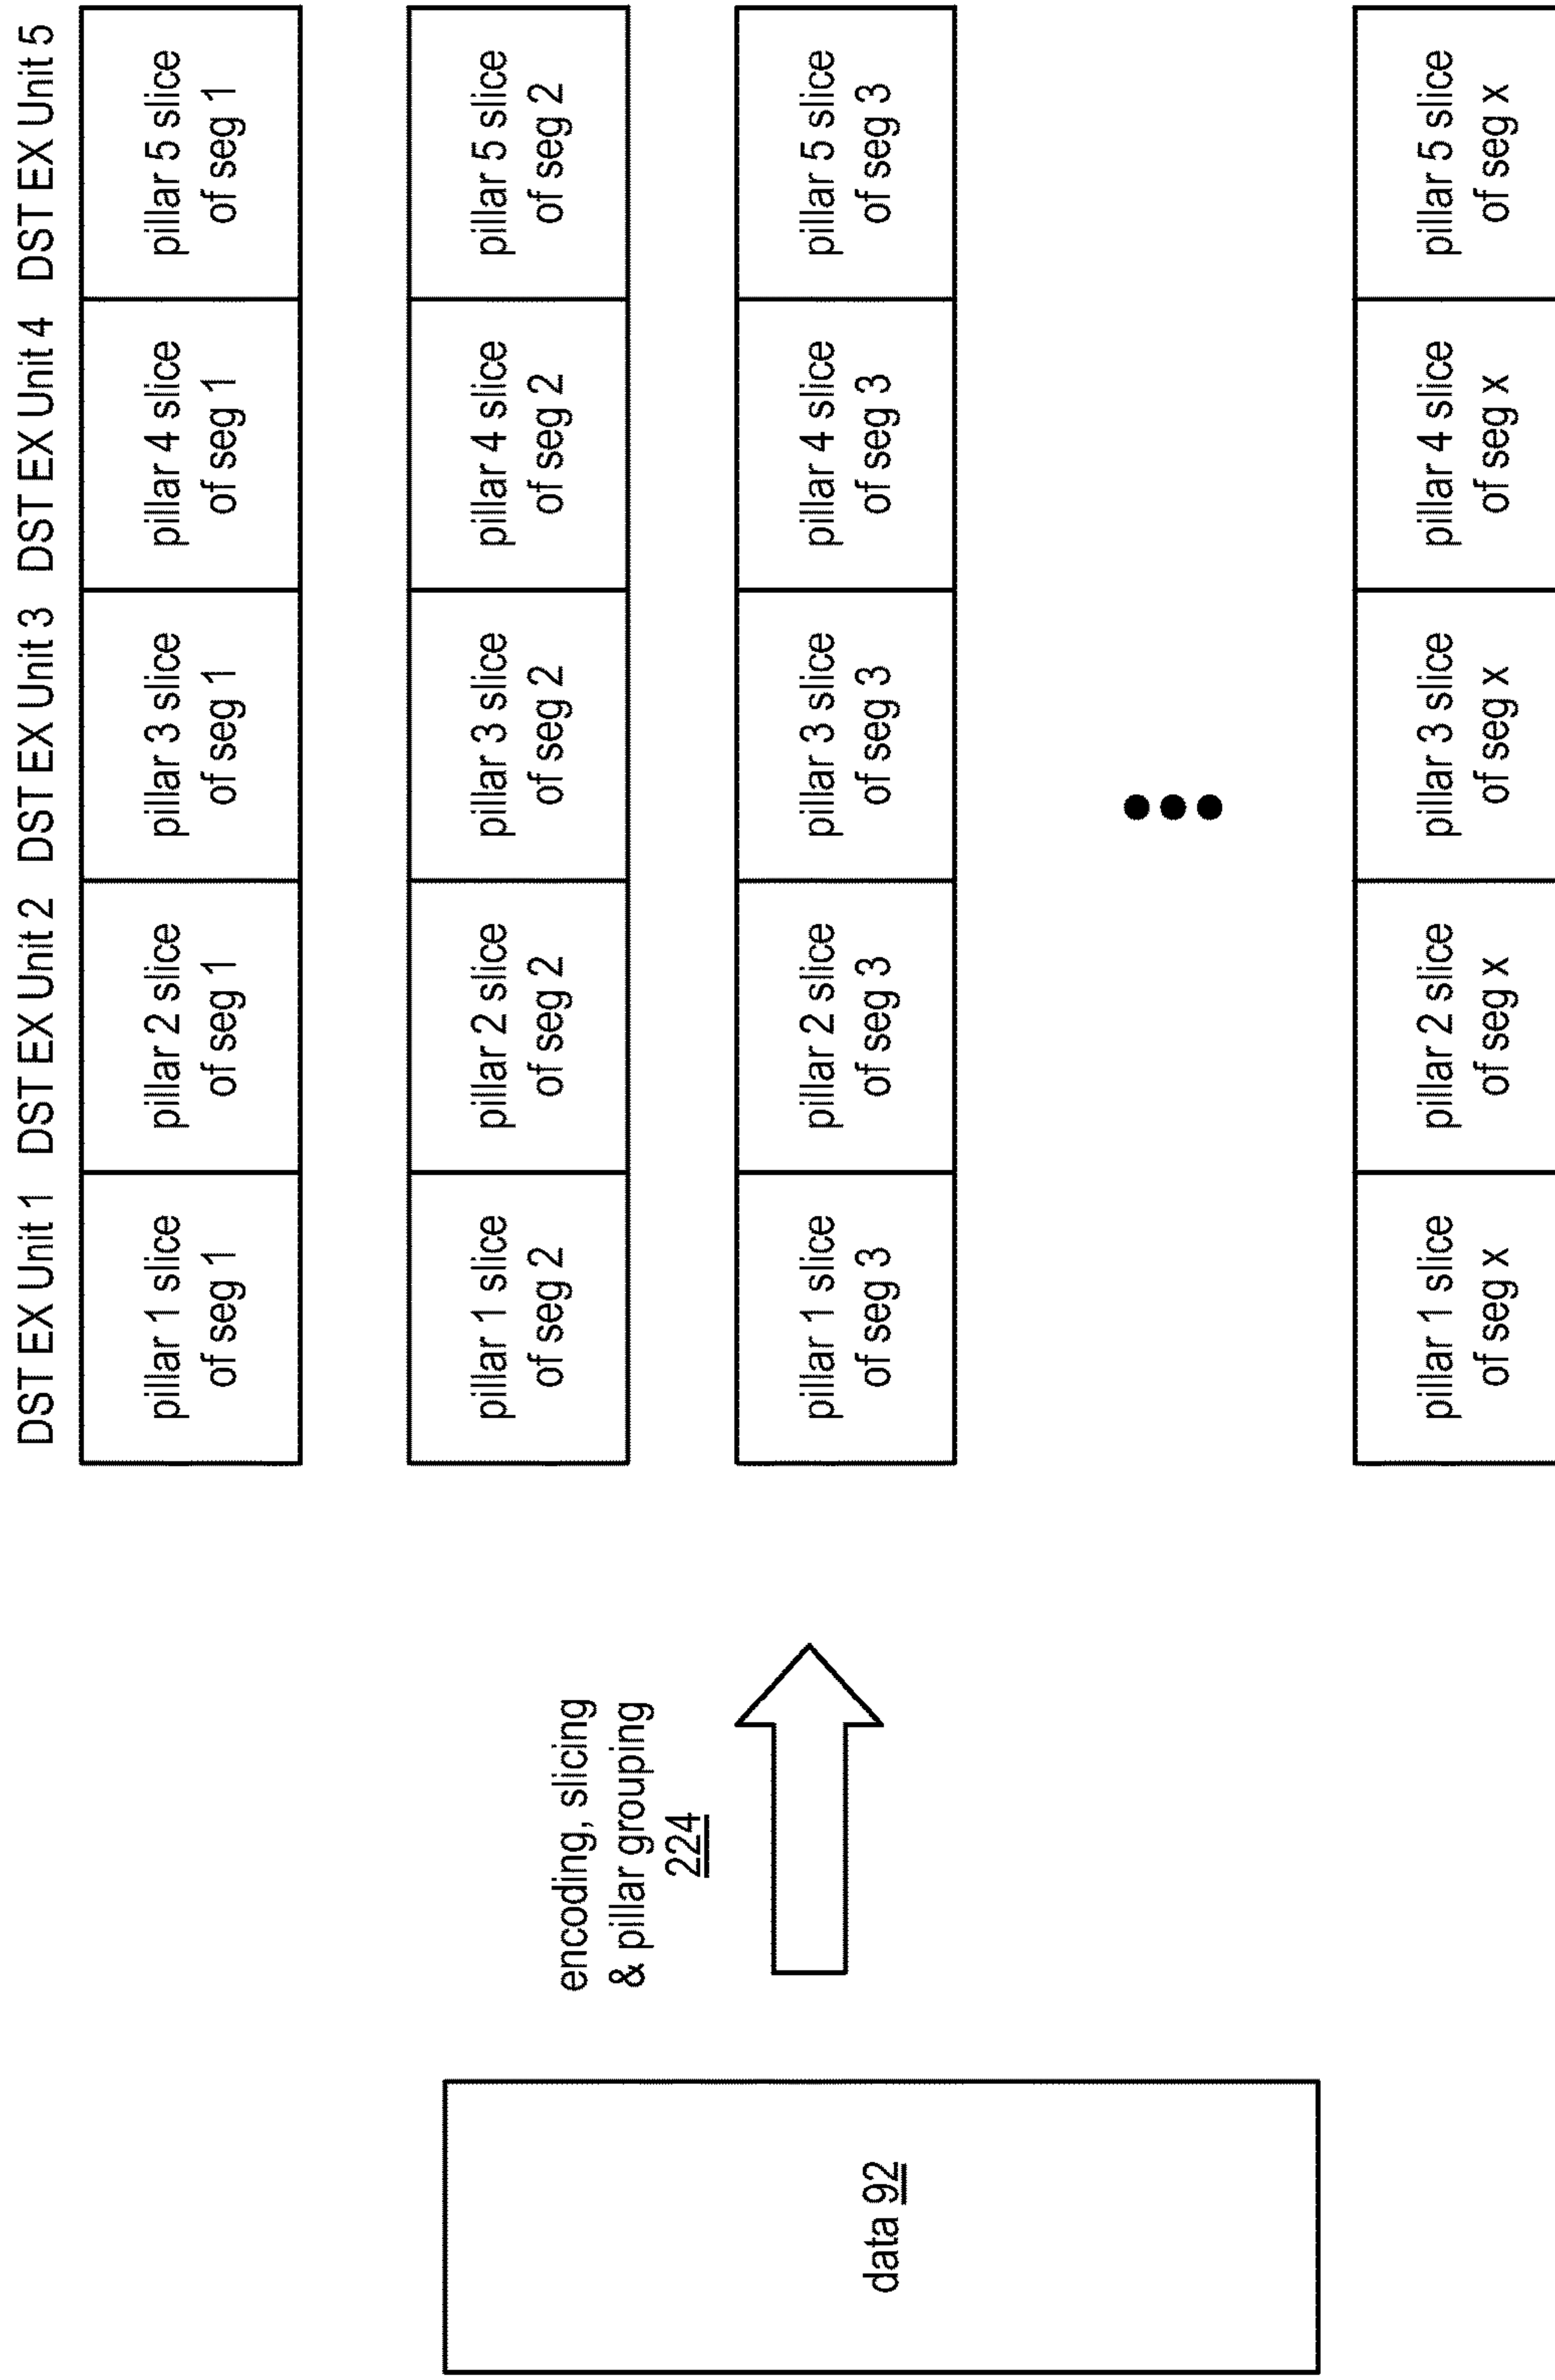 data 92
encoding, slicing
& pillar grouping
224
DST EX Unit 1 DST EX Unit 2 DST EX Unit 3 DST EX Unit 4 DST EX Unit 5
pillar 1 slice
of seg 1
pillar 2 slice
of seg 1
pillar 3 slice
of seg 1
pillar 4 slice
of seg 1
pillar 5 slice
of seg 1
pillar 1 slice
of seg 2
pillar 2 slice
of seg 2
pillar 3 slice
of seg 2
pillar 4 slice
of seg 2
pillar 5 slice
of seg 2
pillar 1 slice
of seg 3
pillar 2 slice
of seg 3
pillar 3 slice
of seg 3
pillar 4 slice
of seg 3
pillar 5 slice
of seg 3
pillar 1 slice
of seg x
pillar 2 slice
of seg x
pillar 3 slice
of seg x
pillar 4 slice
of seg x
pillar 5 slice
of seg x